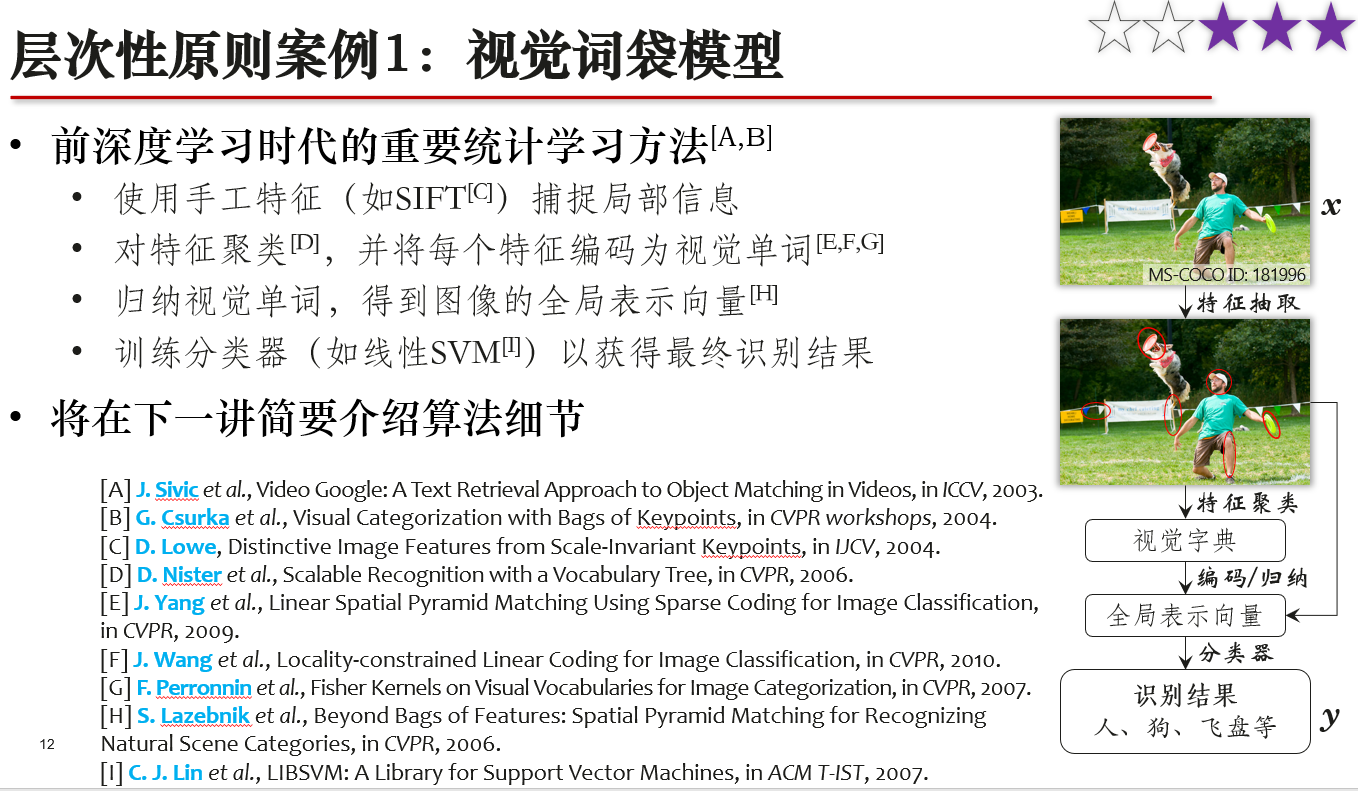 层次性原则案例1：视觉词袋模型
• 前深度学习时代的重要统计学习方法[A,B]
• 使用手工特征（如SIFT[C]）捕捉局部信息
• 对特征聚类[D]，并将每个特征编码为视觉单词[E,F,G]
• 归纳视觉单词，得到图像的全局表示向量[H]
• 训练分类器（如线性SVM[I]）以获得最终识别结果
• 将在下一讲简要介绍算法细节
[A] J. Sivic et al., Video Google: A Text Retrieval Approach to Object Matching in Videos, in ICCV, 2003.
[B] G. Csurka et al., Visual Categorization with Bags of Keypoints, in CVPR workshops, 2004.
[C] D. Lowe, Distinctive Image Features from Scale-Invariant Keypoints, in IJCV, 2004.
[D] D. Nister et al., Scalable Recognition with a Vocabulary Tree, in CVPR, 2006.
[E] J. Yang et al., Linear Spatial Pyramid Matching Using Sparse Coding for Image Classification,
in CVPR, 2009.
[F] J. Wang et al., Locality-constrained Linear Coding for Image Classification, in CVPR, 2010.
[G] F. Perronnin et al., Fisher Kernels on Visual Vocabularies for Image Categorization, in CVPR, 2007.
[H] S. Lazebnik et al., Beyond Bags of Features: Spatial Pyramid Matching for Recognizing
Natural Scene Categories, in CVPR, 2006.
[I] C. J. Lin et al., LIBSVM: A Library for Support Vector Machines, in ACM T-IST, 2007.
12
MS-COCO ID: 181996
x
特征抽取
特征聚类
视觉字典
编码/归纳
全局表示向量
分类器
识别结果
人、狗、飞盘等
y